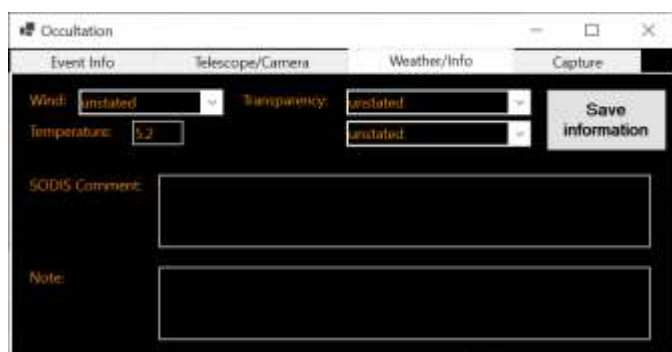 Occultation
Event Info Telescope/Camera Weather/Info Capture
Wind: unstated Transparency: unstated Save information
Temperature: 5.2 unstated
SODIS Comment:
Note: